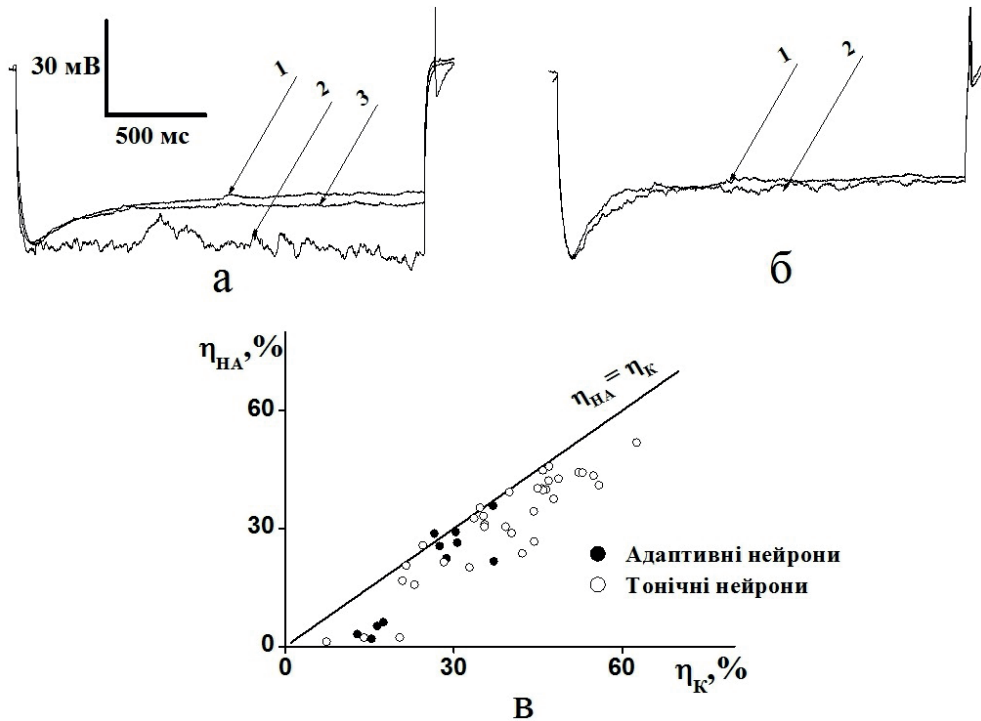 30 мВ
500 мс
1
2
3
а
1
2
б
η_НА,%
60
30
0
η_НА = η_К
Адаптивні нейрони
Тонічні нейрони
0
30
60
η_К,%
в